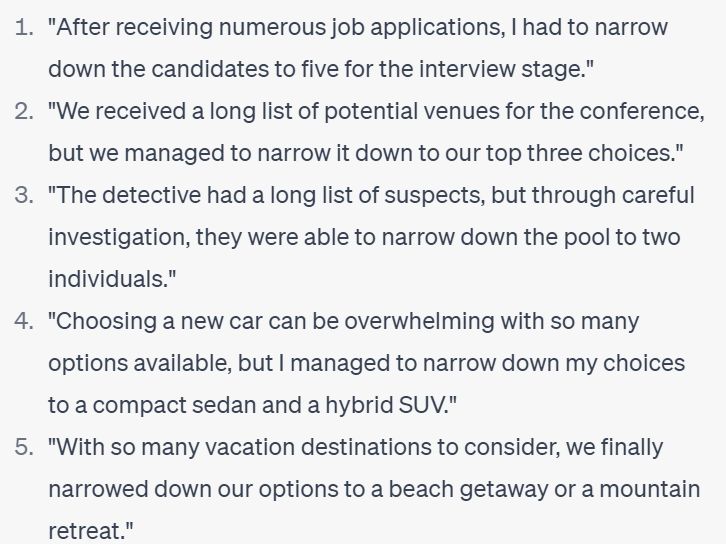 1. "After receiving numerous job applications, I had to narrow
down the candidates to five for the interview stage."
2. "We received a long list of potential venues for the conference,
but we managed to narrow it down to our top three choices."
3. "The detective had a long list of suspects, but through careful
investigation, they were able to narrow down the pool to two
individuals."
4. "Choosing a new car can be overwhelming with so many
options available, but I managed to narrow down my choices
to a compact sedan and a hybrid SUV."
5. "With so many vacation destinations to consider, we finally
narrowed down our options to a beach getaway or a mountain
retreat."